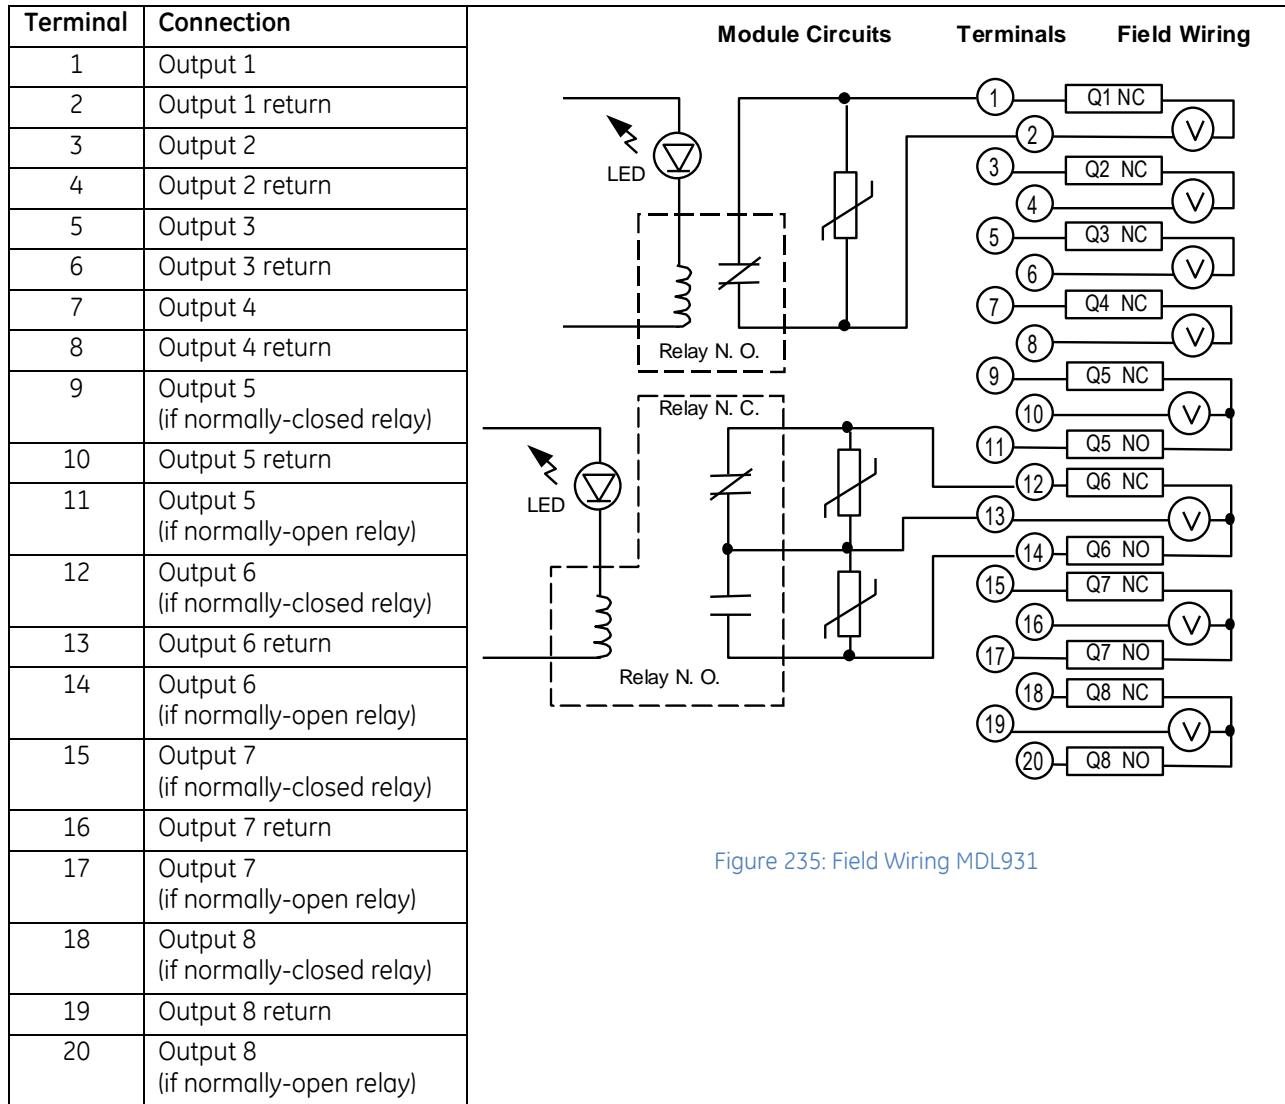 Terminal Connection
1 Output 1
2 Output 1 return
3 Output 2
4 Output 2 return
5 Output 3
6 Output 3 return
7 Output 4
8 Output 4 return
9 Output 5
(if normally-closed relay)
10 Output 5 return
11 Output 5
(if normally-open relay)
12 Output 6
(if normally-closed relay)
13 Output 6 return
14 Output 6
(if normally-open relay)
15 Output 7
(if normally-closed relay)
16 Output 7 return
17 Output 7
(if normally-open relay)
18 Output 8
(if normally-closed relay)
19 Output 8 return
20 Output 8
(if normally-open relay)
Module Circuits Terminals Field Wiring
LED
Relay N. O.
Relay N. C.
LED
Relay N. O.
1 Q1 NC
2 V
3 Q2 NC
4 V
5 Q3 NC
6 V
7 Q4 NC
8 V
9 Q5 NC
10 V
11 Q5 NO
12 Q6 NC
13 V
14 Q6 NO
15 Q7 NC
16 V
17 Q7 NO
18 Q8 NC
19 V
20 Q8 NO
Figure 235: Field Wiring MDL931